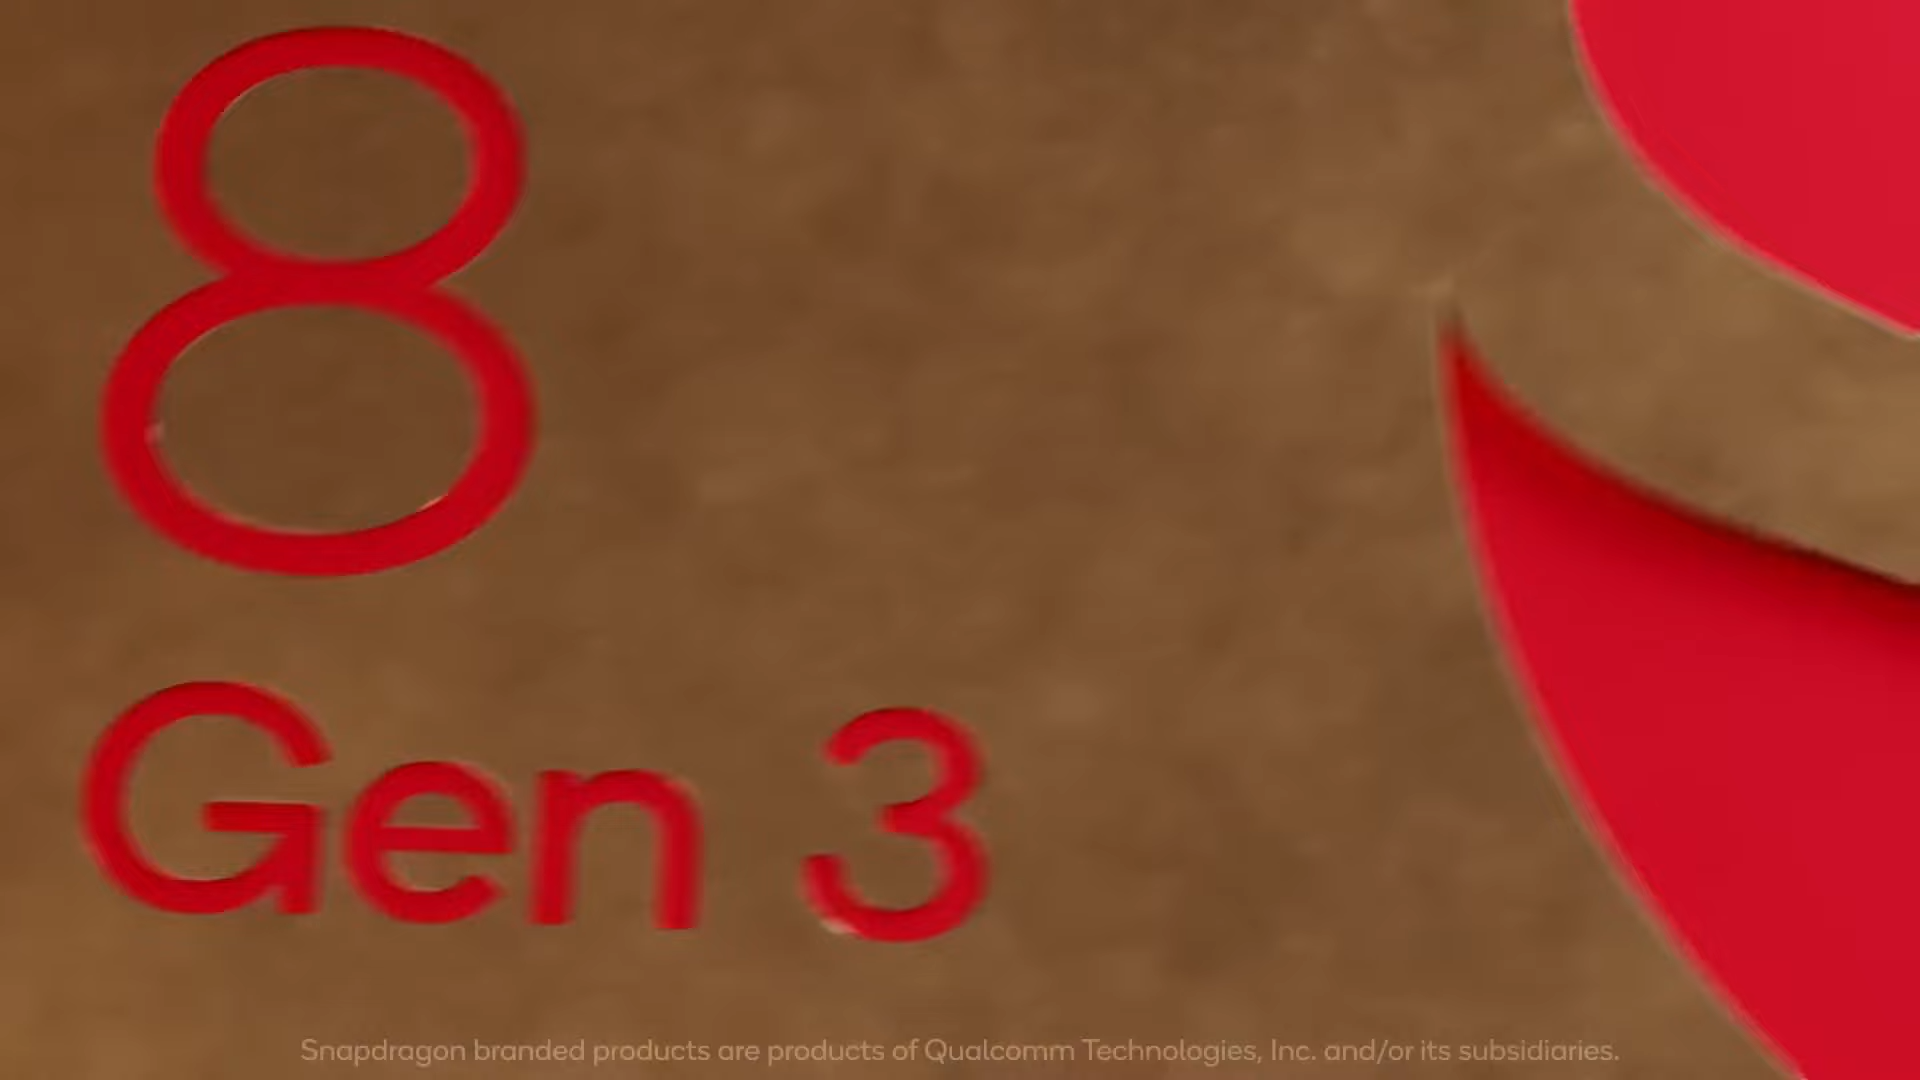 8
Gen 3
Snapdragon branded products are products of Qualcomm Technologies, Inc. and/or its subsidiaries.